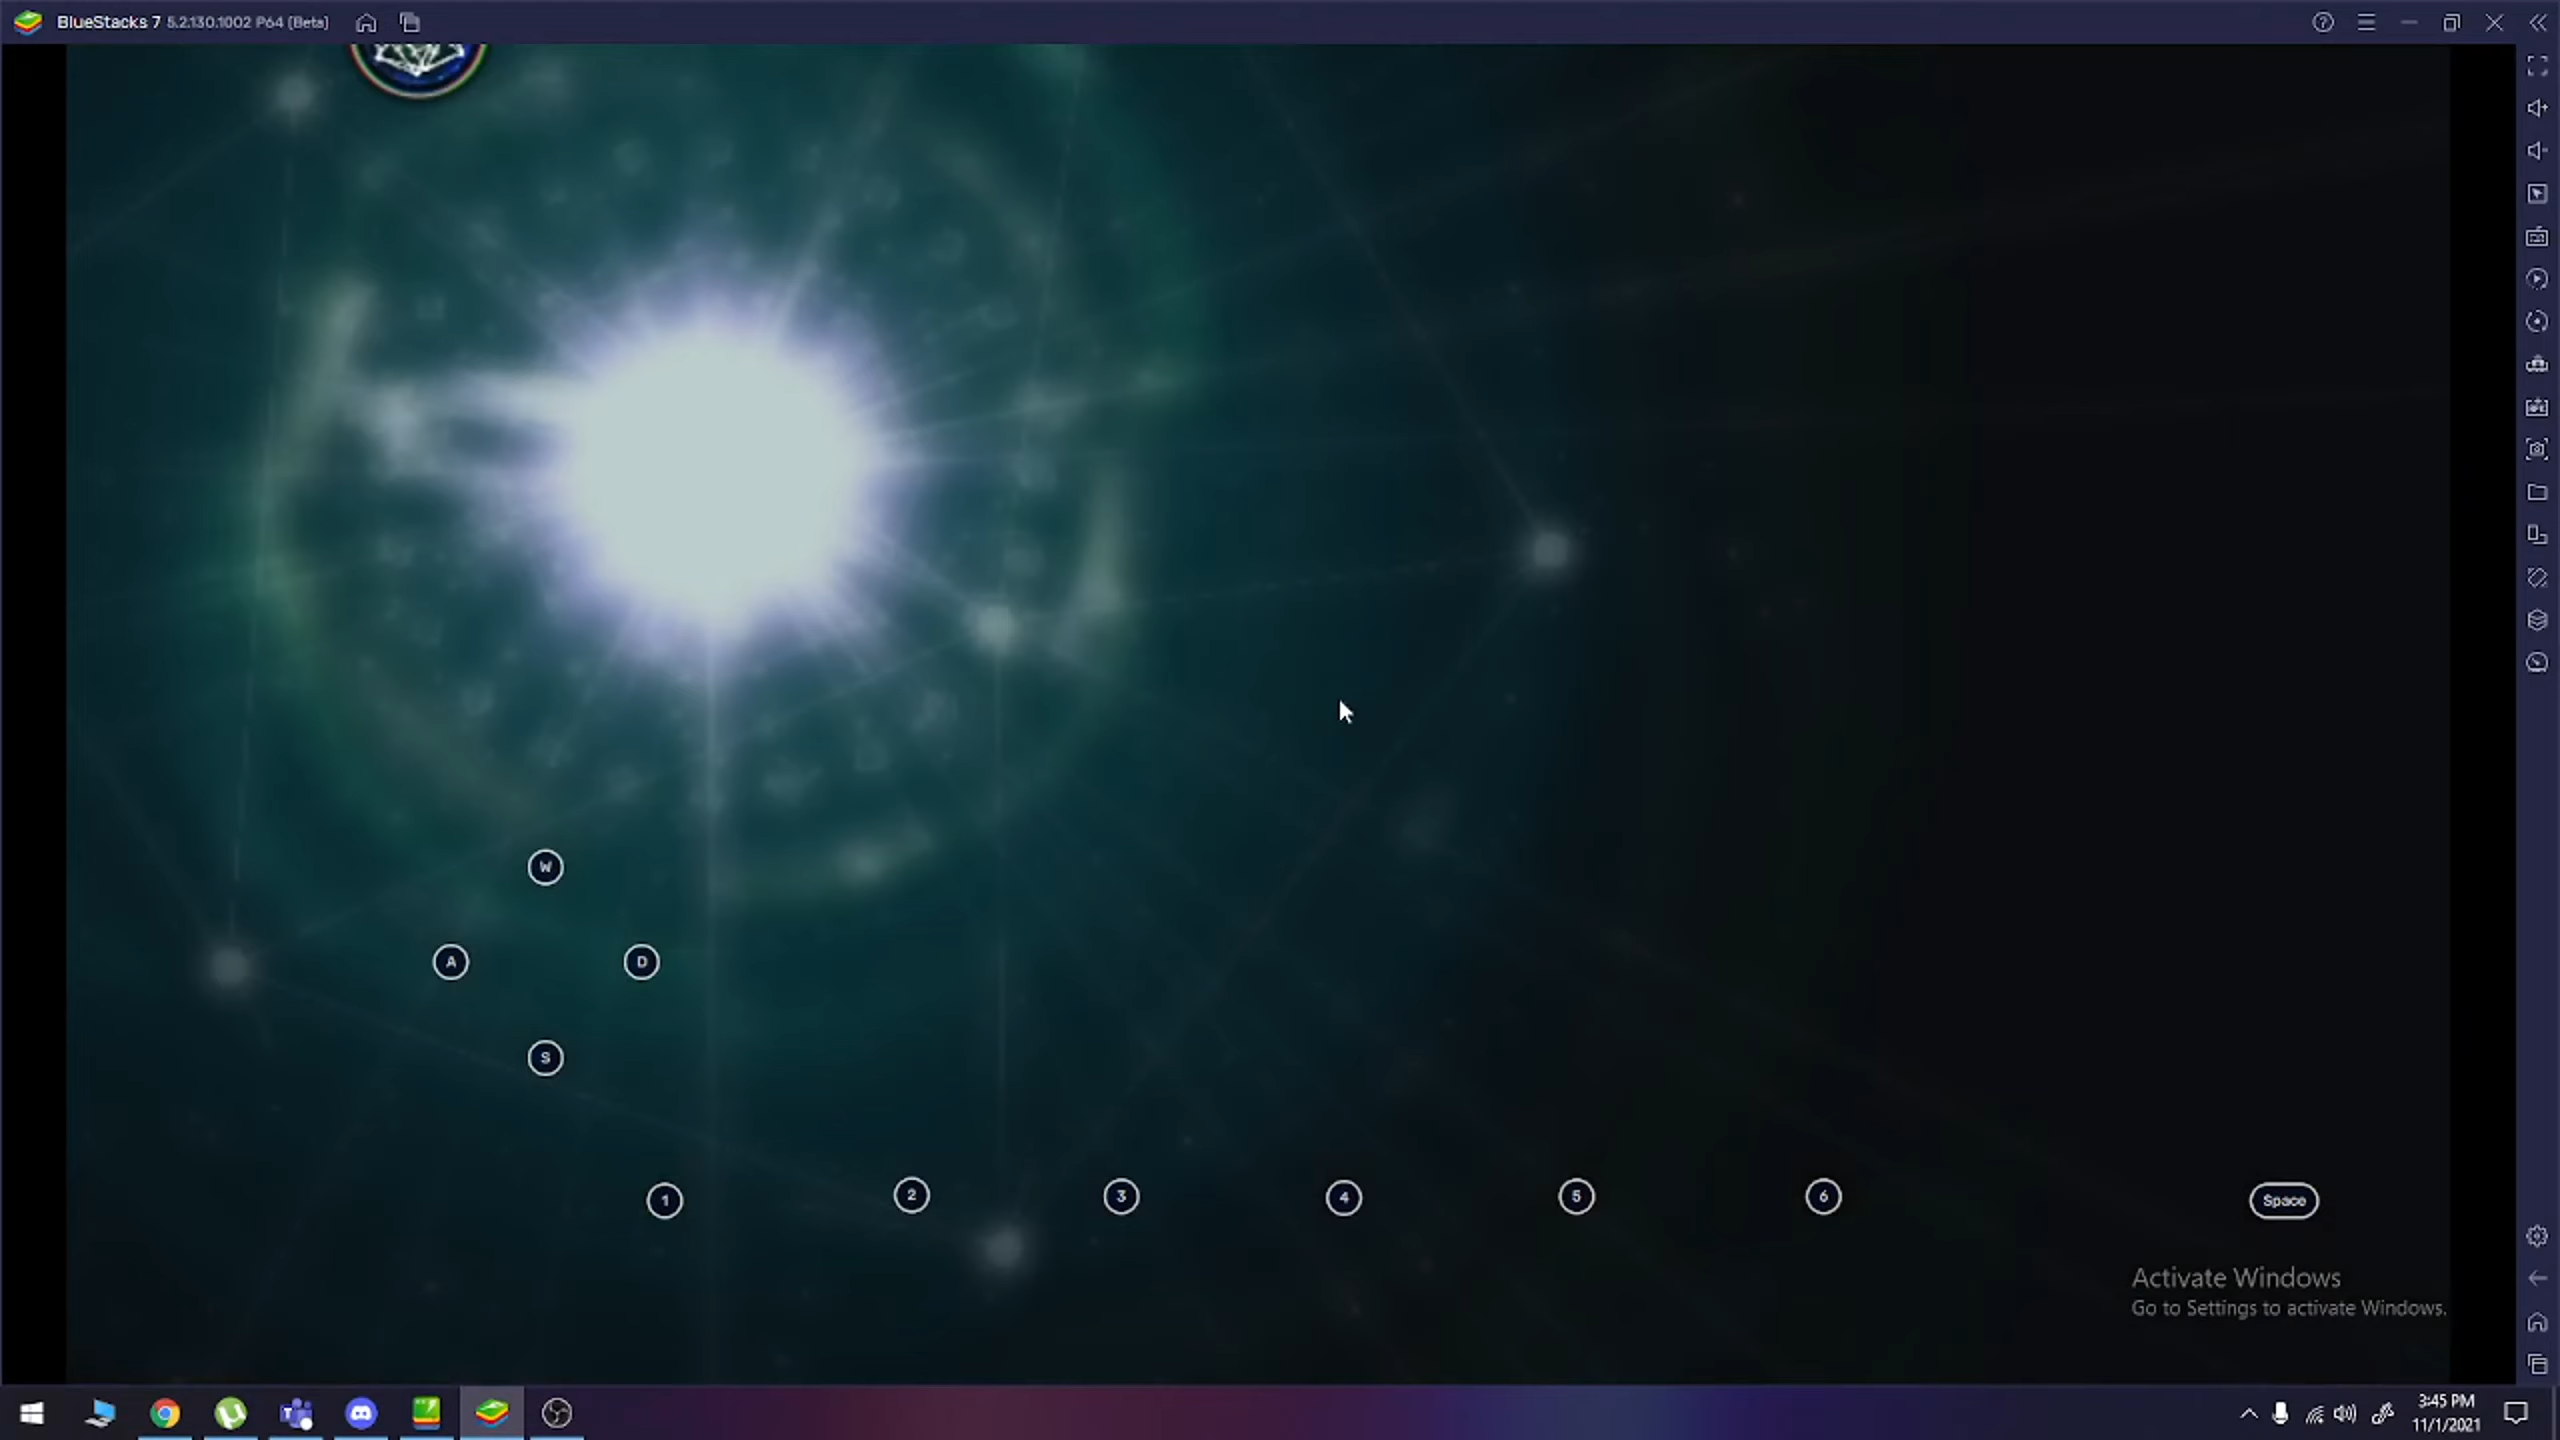 BlueStacks 7 5.2.130.1002 P64 (Beta)
W
A D
S
1 2 3 4 5 6 Space
Activate Windows
Go to Settings to activate Windows.
3:45 PM
11/1/2021